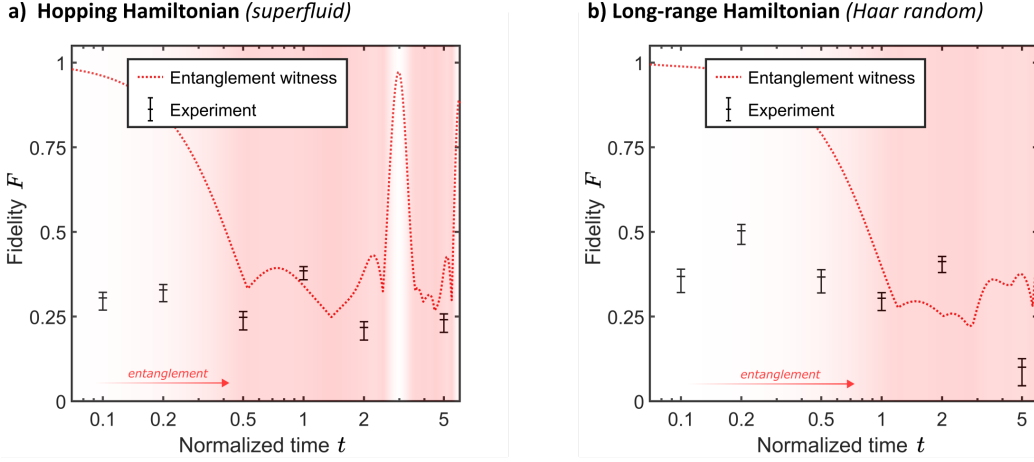 a) Hopping Hamiltonian (superfluid)
Fidelity F
1
0.75
0.5
0.25
0
Entanglement witness
Experiment
entanglement
0.1 0.2 0.5 1 2 5
Normalized time t
b) Long-range Hamiltonian (Haar random)
Fidelity F
1
0.75
0.5
0.25
0
Entanglement witness
Experiment
entanglement
0.1 0.2 0.5 1 2 5
Normalized time t